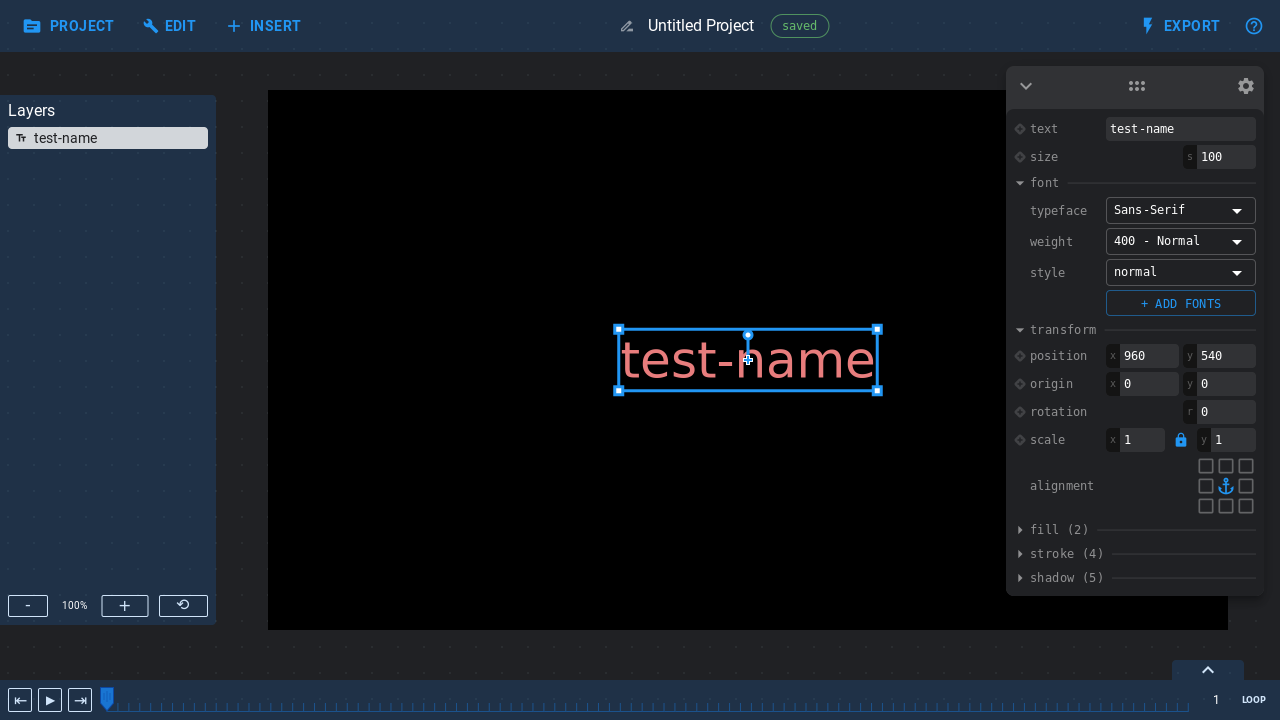 PROJECT EDIT INSERT Untitled Project saved EXPORT
Layers
test-name
- 100% +
test-name
text test-name
size s 100
font
typeface Sans-Serif
weight 400 - Normal
style normal
+ ADD FONTS
transform
position x 960 y 540
origin x 0 y 0
rotation r 0
scale x 1 y 1
alignment
fill (2)
stroke (4)
shadow (5)
1 LOOP